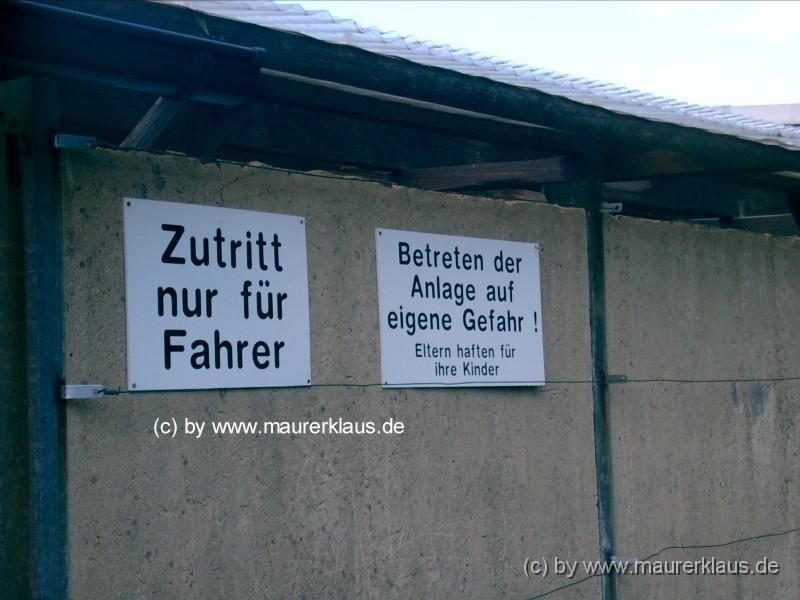 Zutritt
nur für
Fahrer
Betreten der
Anlage auf
eigene Gefahr !
Eltern haften für
ihre Kinder
(c) by www.maurerklaus.de
(c) by www.maurerklaus.de